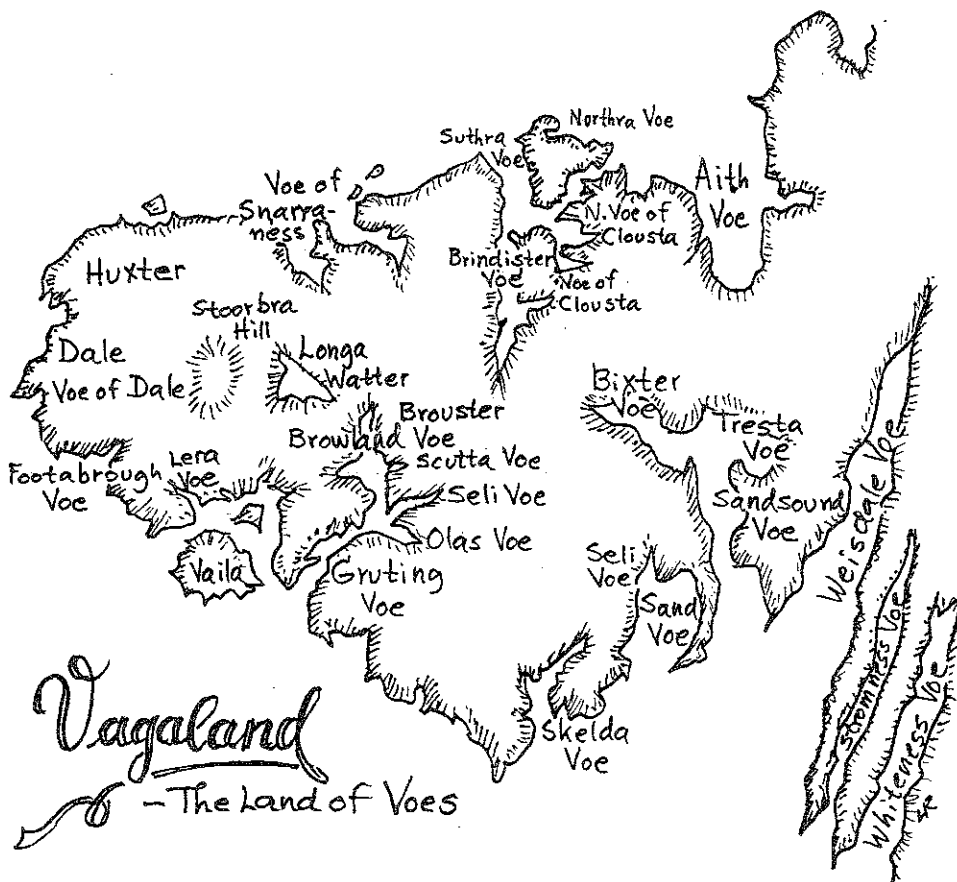 Northra Voe
Suthra
Voe
Aith
Voe
Voe of
Snarra-
ness
N. Voe of
Clousta
Brindister
Voe
Voe of
Clousta
Huxter
Stoorbra
Hill
Dale
Voe of Dale
Longa
Watter
Bixter
Voe
Brouster
Voe
Browland
Tresta
Voe
Scutta Voe
Lera
Voe
Footabrough
Voe
Seli Voe
Sandsound
Voe
Weisdale Voe
Olas Voe
Vaila
Gruting
Voe
Seli
Voe
Sand
Voe
Stromness Voe
Whiteness Voe
Skelda
Voe
Vagaland
- The Land of Voes